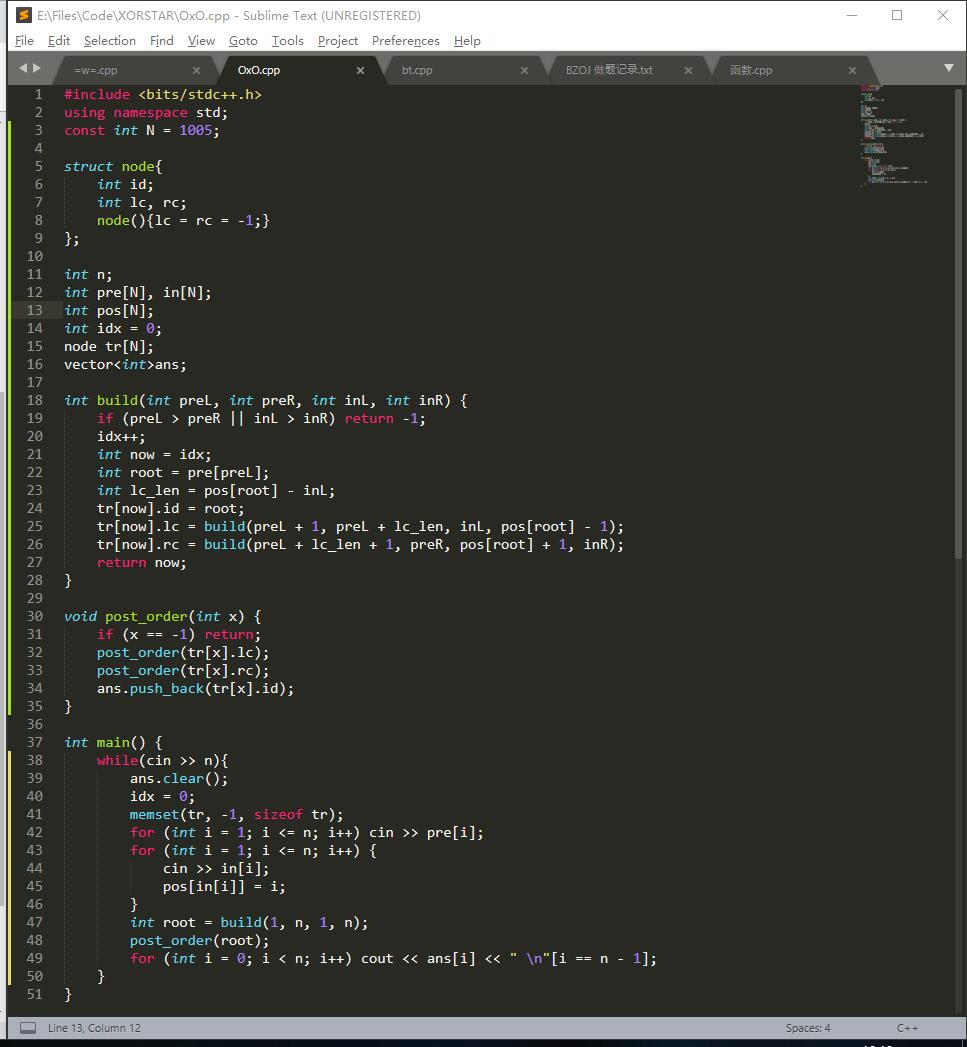 E:\Files\Code\XORSTAR\OxO.cpp - Sublime Text (UNREGISTERED)
File Edit Selection Find View Goto Tools Project Preferences Help
=w=.cpp OxO.cpp bt.cpp BZOJ 做题记录.txt 函数.cpp
1 #include <bits/stdc++.h>
2 using namespace std;
3 const int N = 1005;
4
5 struct node{
6     int id;
7     int lc, rc;
8     node(){lc = rc = -1;}
9 };
10
11 int n;
12 int pre[N], in[N];
13 int pos[N];
14 int idx = 0;
15 node tr[N];
16 vector<int>ans;
17
18 int build(int preL, int preR, int inL, int inR) {
19     if (preL > preR || inL > inR) return -1;
20     idx++;
21     int now = idx;
22     int root = pre[preL];
23     int lc_len = pos[root] - inL;
24     tr[now].id = root;
25     tr[now].lc = build(preL + 1, preL + lc_len, inL, pos[root] - 1);
26     tr[now].rc = build(preL + lc_len + 1, preR, pos[root] + 1, inR);
27     return now;
28 }
29
30 void post_order(int x) {
31     if (x == -1) return;
32     post_order(tr[x].lc);
33     post_order(tr[x].rc);
34     ans.push_back(tr[x].id);
35 }
36
37 int main() {
38     while(cin >> n){
39         ans.clear();
40         idx = 0;
41         memset(tr, -1, sizeof tr);
42         for (int i = 1; i <= n; i++) cin >> pre[i];
43         for (int i = 1; i <= n; i++) {
44             cin >> in[i];
45             pos[in[i]] = i;
46         }
47         int root = build(1, n, 1, n);
48         post_order(root);
49         for (int i = 0; i < n; i++) cout << ans[i] << " \n"[i == n - 1];
50     }
51 }
Line 13, Column 12 Spaces: 4 C++